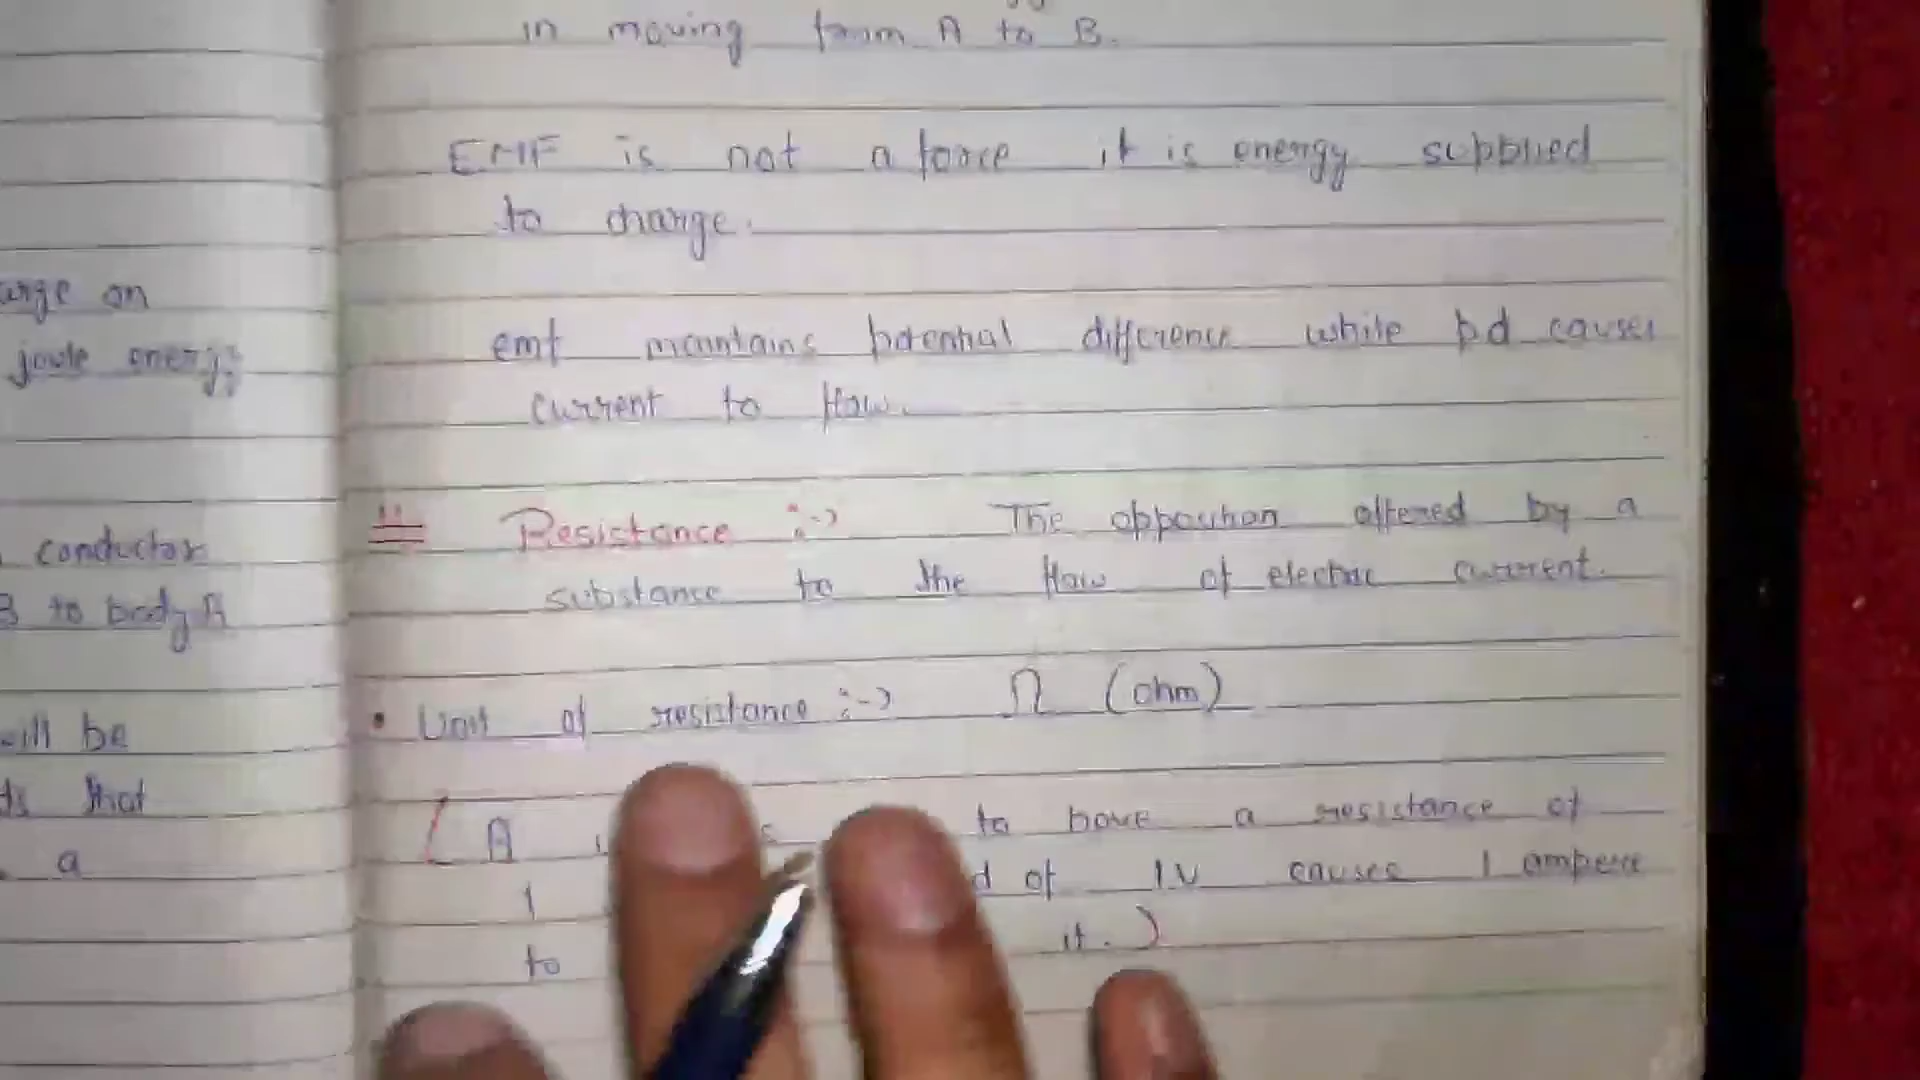 arge on
joule energy
conductor
B to body A
will be
ts that
a
in moving from A to B.
EMF is not a force it is energy supplied
to charge.
emf maintains potential difference while pd causes
current to flow.
Resistance :-) The opposition offered by a
substance to the flow of electric current.
• Unit of resistance :-) Ω (ohm)
( A to have a resistance of
1 d of 1V causes 1 ampere
to it. )